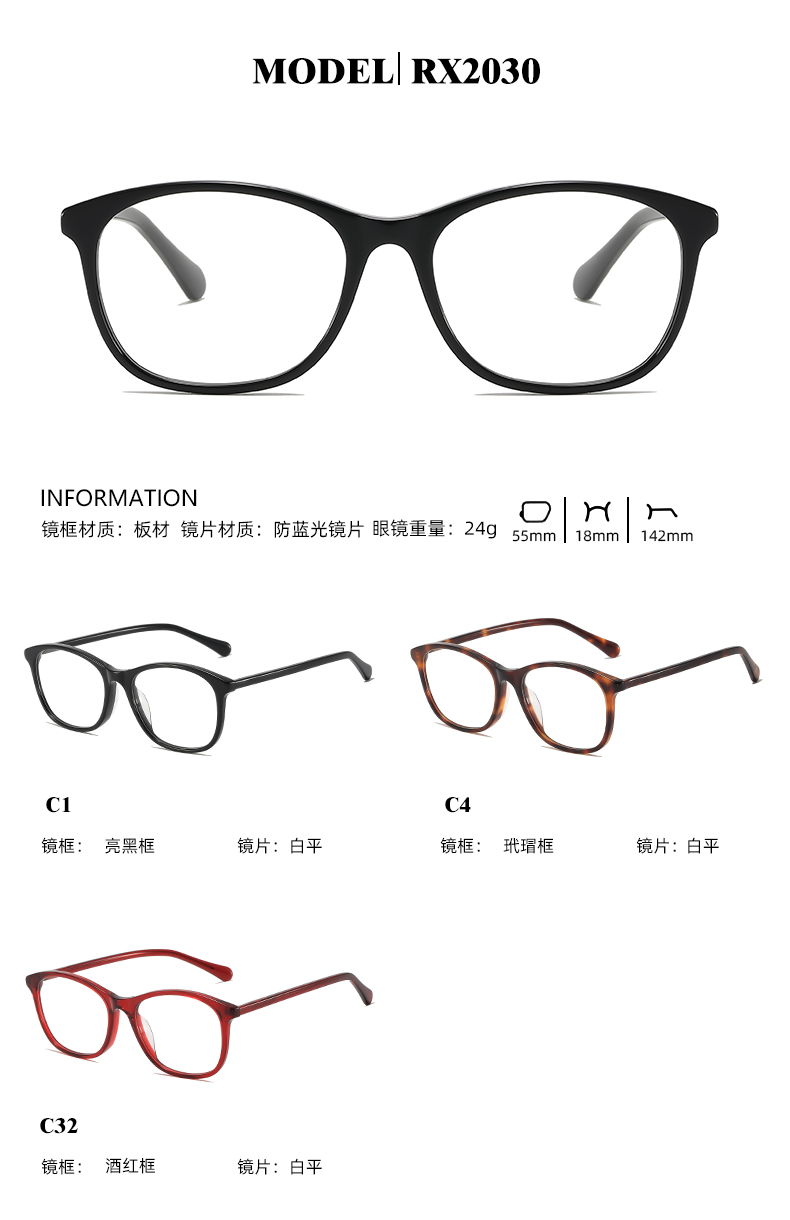 MODEL | RX2030
INFORMATION
镜框材质：板材 镜片材质：防蓝光镜片 眼镜重量：24g
55mm | 18mm | 142mm
C1
镜框： 亮黑框 镜片：白平
C4
镜框： 玳瑁框 镜片：白平
C32
镜框： 酒红框 镜片：白平